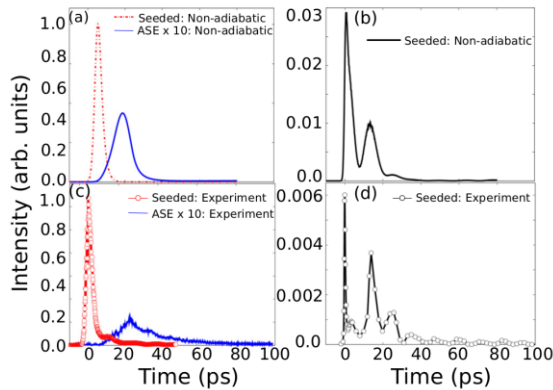 (a)
Seeded: Non-adiabatic
ASE x 10: Non-adiabatic
1.0
0.8
0.6
0.4
0.2
0.0
(b)
Seeded: Non-adiabatic
0.03
0.02
0.01
0.00
(c)
Seeded: Experiment
ASE x 10: Experiment
1.0
0.8
0.6
0.4
0.2
0.0
0 20 40 60 80 100
(d)
Seeded: Experiment
0.006
0.004
0.002
0.000
0 20 40 60 80 100
Intensity (arb. units)
Time (ps)
Time (ps)